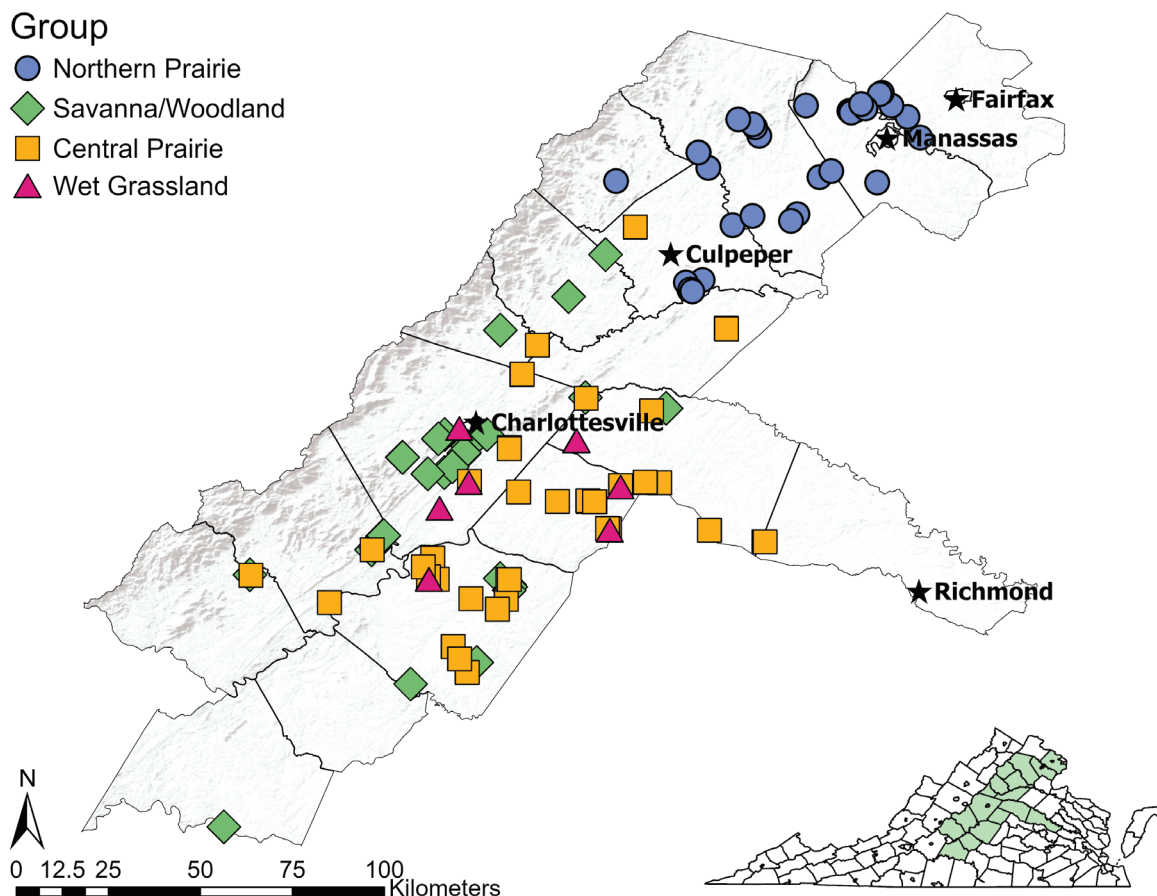 Group
Northern Prairie
Savanna/Woodland
Central Prairie
Wet Grassland
Fairfax
Manassas
Culpeper
Charlottesville
Richmond
N
0 12.5 25 50 75 100
Kilometers